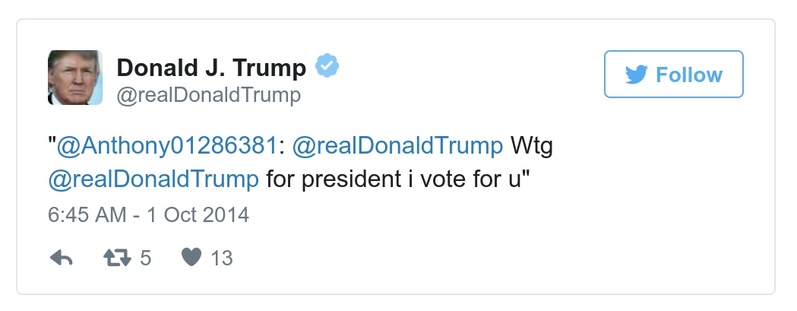 Donald J. Trump
@realDonaldTrump
Follow
"@Anthony01286381: @realDonaldTrump Wtg
@realDonaldTrump for president i vote for u"
6:45 AM - 1 Oct 2014
5 13